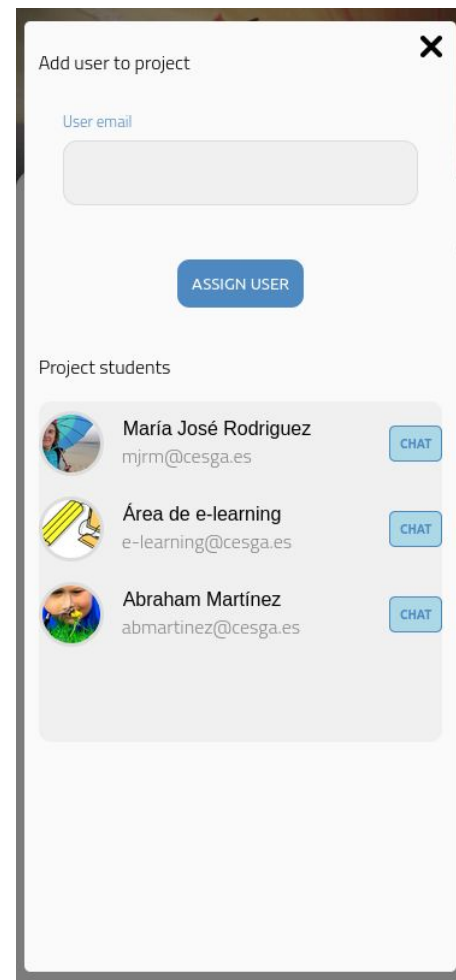 Add user to project
User email
ASSIGN USER
Project students
María José Rodriguez
mjrm@cesga.es
CHAT
Área de e-learning
e-learning@cesga.es
CHAT
Abraham Martínez
abmartinez@cesga.es
CHAT